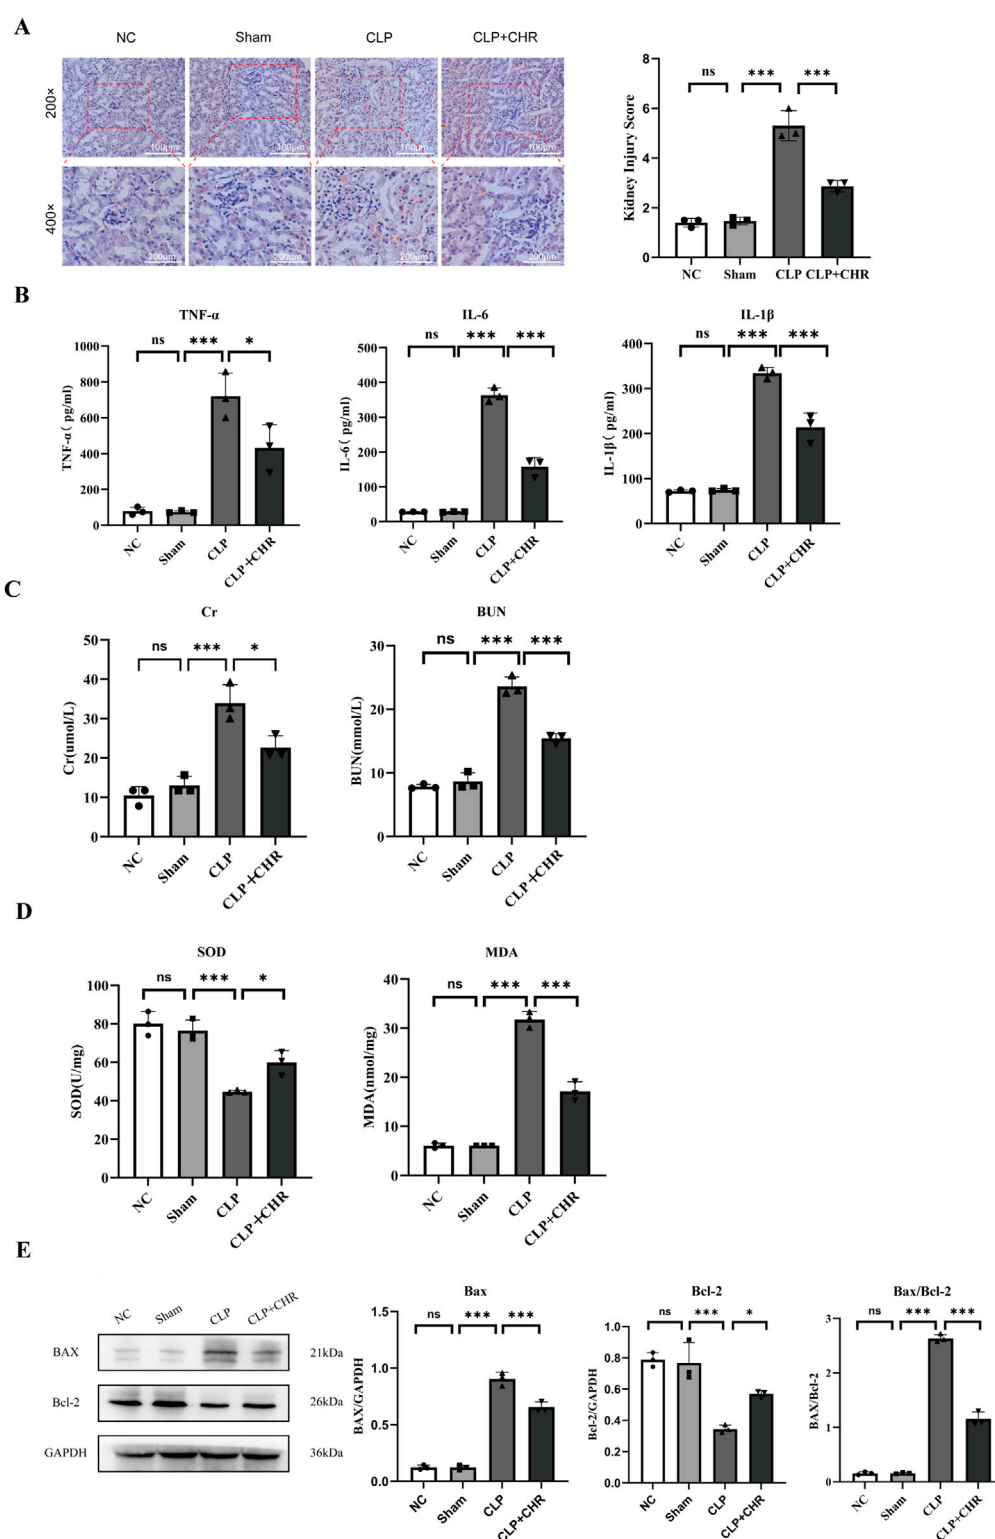 A
NC Sham CLP CLP+CHR
200×
100μm 100μm 100μm 100μm
400×
200μm 200μm 200μm 200μm
ns *** ***
Kidney Injury Score
8
6
4
2
0
NC Sham CLP CLP+CHR
B
TNF-α
ns *** *
TNF-α( pg/ml)
1000
800
600
400
200
0
NC Sham CLP CLP+CHR
IL-6
ns *** ***
IL-6( pg/ml)
500
400
300
200
100
0
NC Sham CLP CLP+CHR
IL-1β
ns *** ***
IL-1β( pg/ml)
400
300
200
100
0
NC Sham CLP CLP+CHR
C
Cr
ns *** *
Cr(umol/L)
50
40
30
20
10
0
NC Sham CLP CLP+CHR
BUN
ns *** ***
BUN(mmol/L)
30
20
10
0
NC Sham CLP CLP+CHR
D
SOD
ns *** *
SOD(U/mg)
100
80
60
40
20
0
NC Sham CLP CLP+CHR
MDA
ns *** ***
MDA(nmol/mg)
40
30
20
10
0
NC Sham CLP CLP+CHR
E
NC Sham CLP CLP+CHR
BAX 21kDa
Bcl-2 26kDa
GAPDH 36kDa
Bax
ns *** ***
BAX/GAPDH
1.5
1.0
0.5
0.0
NC Sham CLP CLP+CHR
Bcl-2
ns *** *
Bcl-2/GAPDH
1.0
0.8
0.6
0.4
0.2
0.0
NC Sham CLP CLP+CHR
Bax/Bcl-2
ns *** ***
BAX/Bcl-2
3
2
1
0
NC Sham CLP CLP+CHR